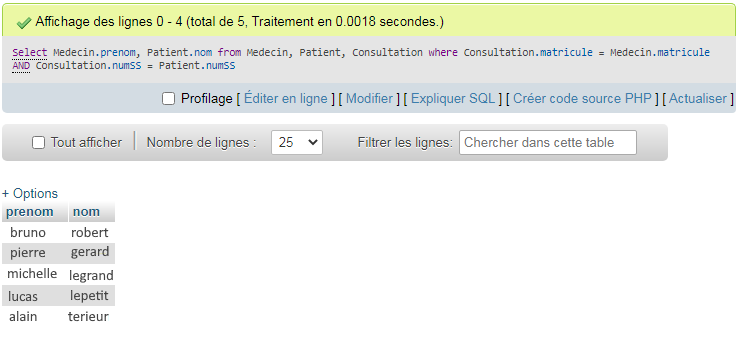 Affichage des lignes 0 - 4 (total de 5, Traitement en 0.0018 secondes.)
Select Medecin.prenom, Patient.nom from Medecin, Patient, Consultation where Consultation.matricule = Medecin.matricule
AND Consultation.numSS = Patient.numSS
Profilage [ Éditer en ligne ] [ Modifier ] [ Expliquer SQL ] [ Créer code source PHP ] [ Actualiser ]
Tout afficher Nombre de lignes : 25 Filtrer les lignes: Chercher dans cette table
+ Options
prenom nom
bruno robert
pierre gerard
michelle legrand
lucas lepetit
alain terieur